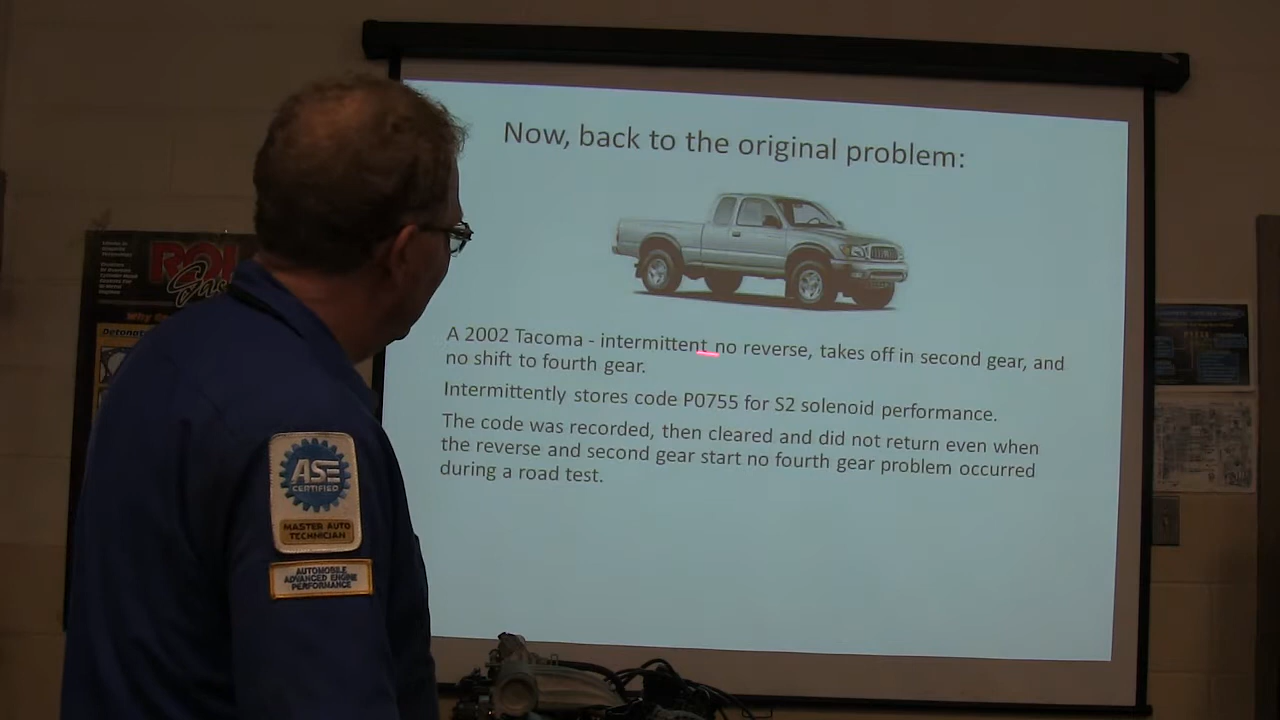 Now, back to the original problem:
A 2002 Tacoma - intermittent no reverse, takes off in second gear, and
no shift to fourth gear.
Intermittently stores code P0755 for S2 solenoid performance.
The code was recorded, then cleared and did not return even when
the reverse and second gear start no fourth gear problem occurred
during a road test.
ASE
CERTIFIED
MASTER AUTO
TECHNICIAN
AUTOMOBILE
ADVANCED ENGINE
PERFORMANCE